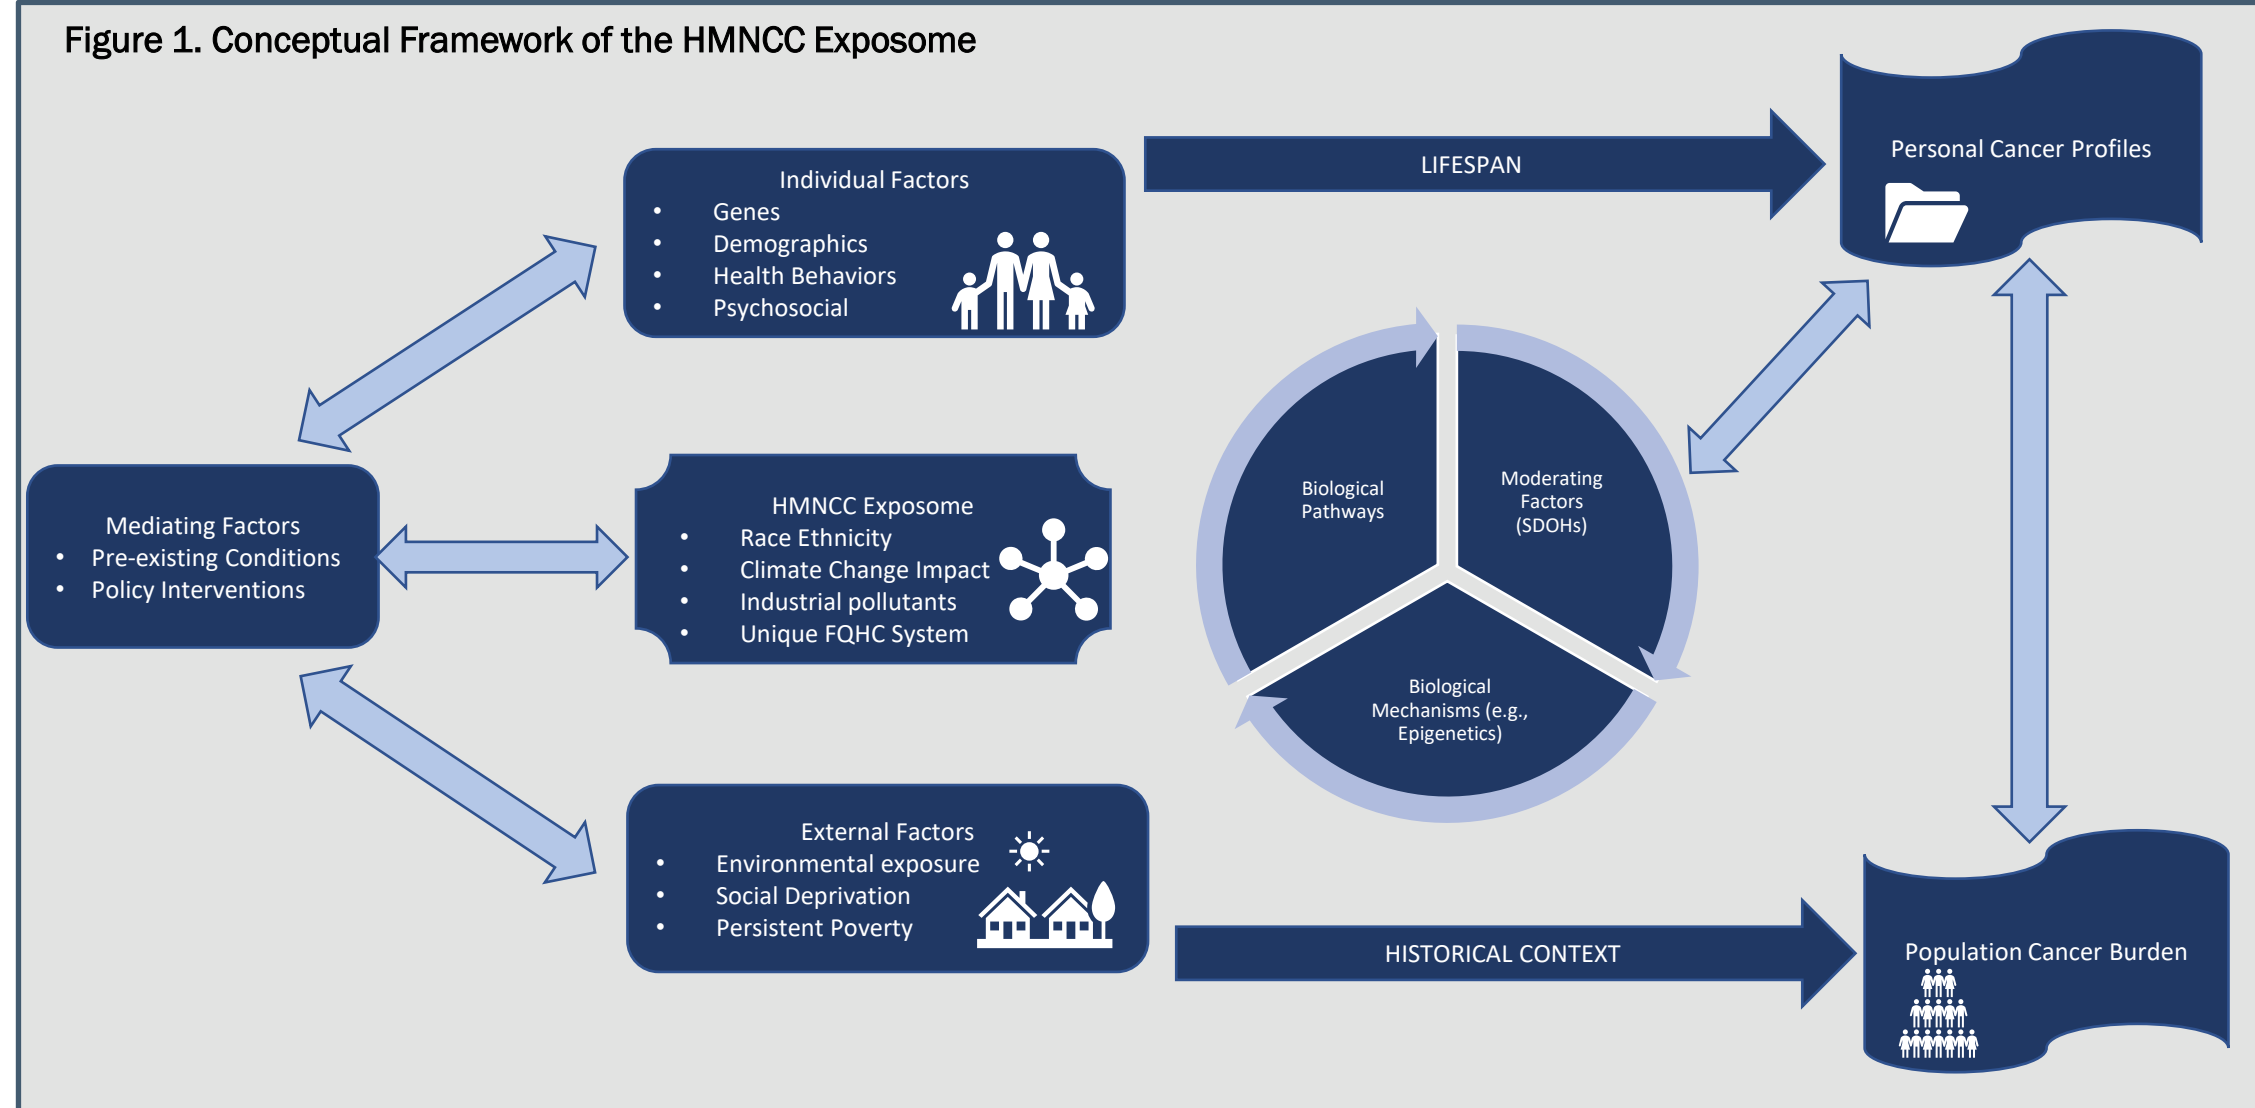 Figure 1. Conceptual Framework of the HMNCC Exposome
Individual Factors
• Genes
• Demographics
• Health Behaviors
• Psychosocial
LIFESPAN
Personal Cancer Profiles
Mediating Factors
• Pre-existing Conditions
• Policy Interventions
HMNCC Exposome
• Race Ethnicity
• Climate Change Impact
• Industrial pollutants
• Unique FQHC System
Biological
Pathways
Moderating
Factors
(SDOHs)
Biological
Mechanisms (e.g.,
Epigenetics)
External Factors
• Environmental exposure
• Social Deprivation
• Persistent Poverty
HISTORICAL CONTEXT
Population Cancer Burden